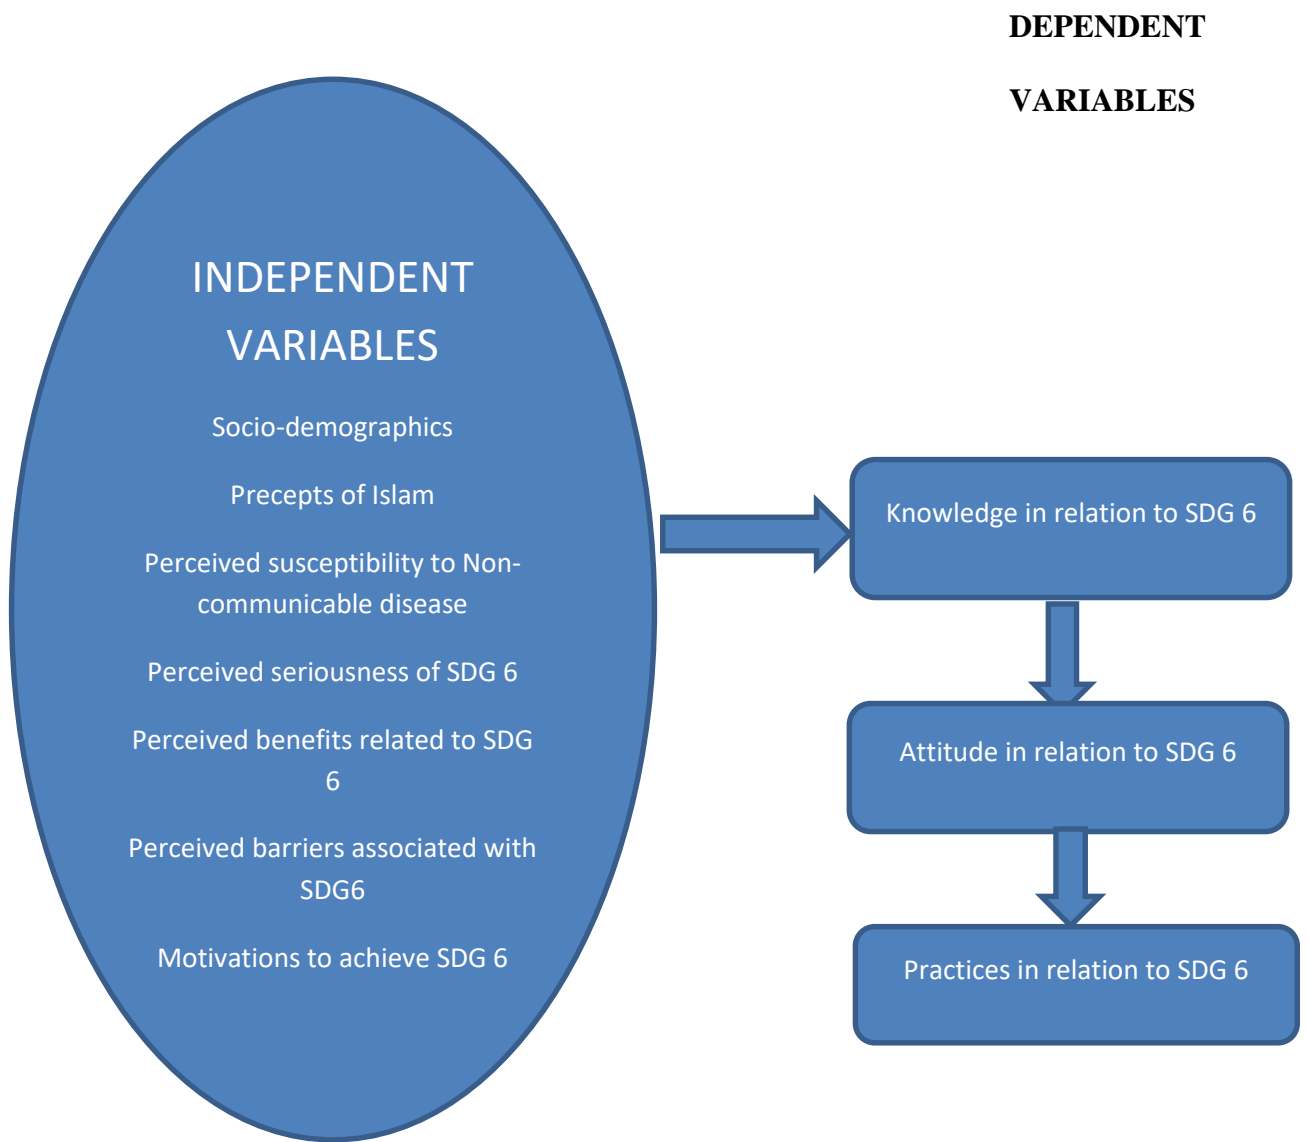 DEPENDENT
VARIABLES
INDEPENDENT
VARIABLES
Socio-demographics
Precepts of Islam
Perceived susceptibility to Non-
communicable disease
Perceived seriousness of SDG 6
Perceived benefits related to SDG
6
Perceived barriers associated with
SDG6
Motivations to achieve SDG 6
Knowledge in relation to SDG 6
Attitude in relation to SDG 6
Practices in relation to SDG 6